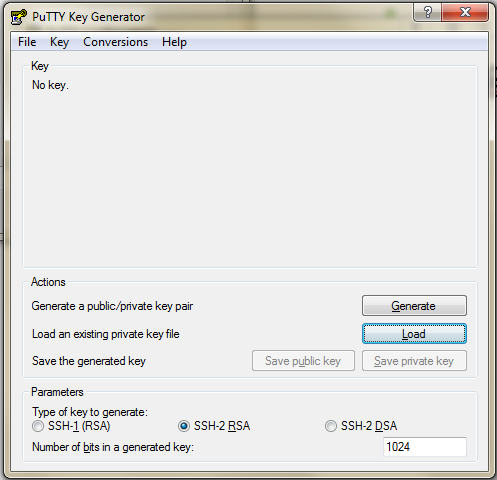 PuTTY Key Generator
File Key Conversions Help
Key
No key.
Actions
Generate a public/private key pair Generate
Load an existing private key file Load
Save the generated key Save public key Save private key
Parameters
Type of key to generate:
SSH-1 (RSA) SSH-2 RSA SSH-2 DSA
Number of bits in a generated key: 1024